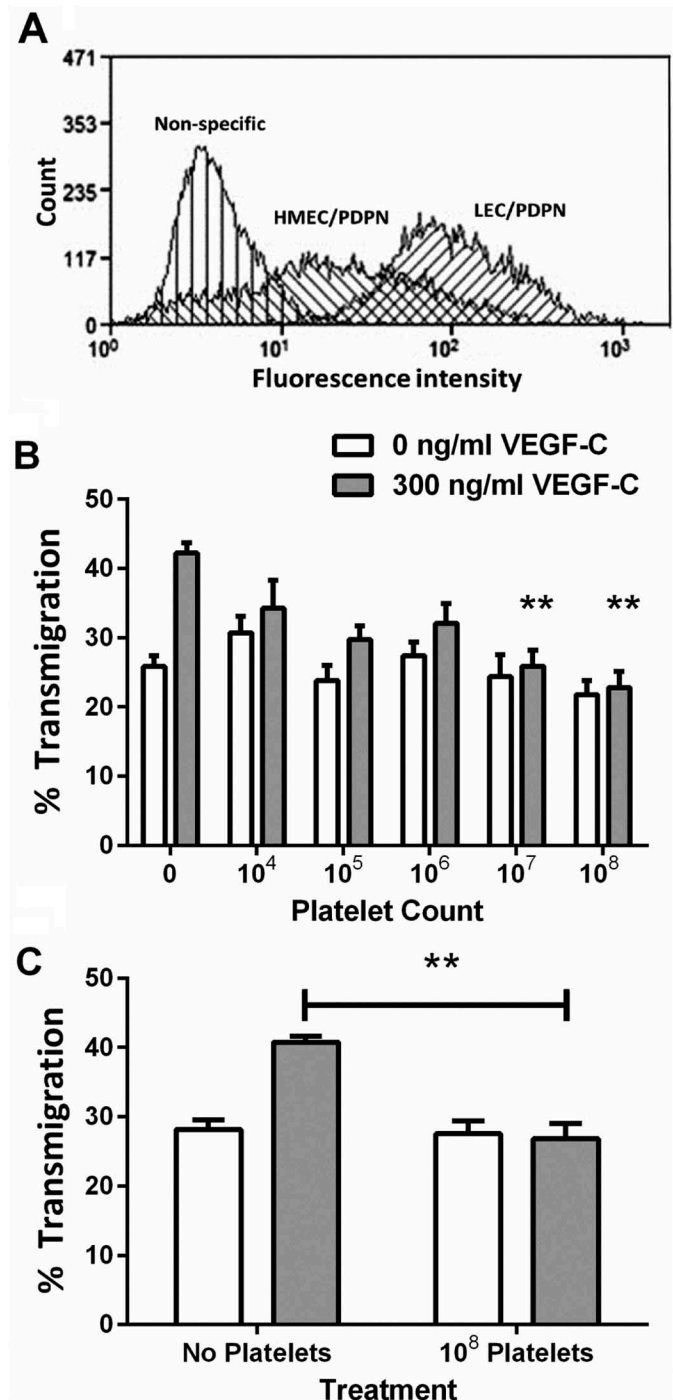 A
471
353
235
117
0
Count
Non-specific
HMEC/PDPN
LEC/PDPN
10⁰ 10¹ 10² 10³
Fluorescence intensity
B
0 ng/ml VEGF-C
300 ng/ml VEGF-C
50
40
30
20
10
0
% Transmigration
** **
0 10⁴ 10⁵ 10⁶ 10⁷ 10⁸
Platelet Count
C
50
40
30
20
10
0
% Transmigration
**
No Platelets 10⁸ Platelets
Treatment